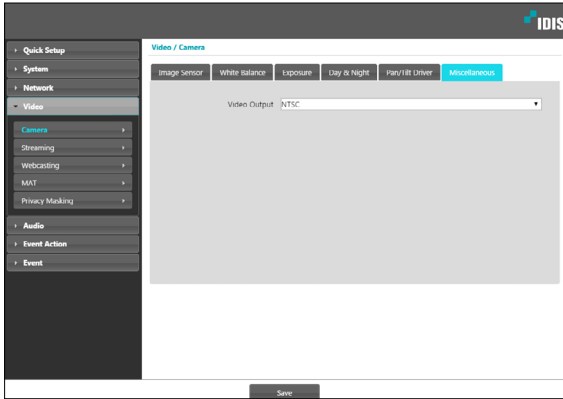 IDIS
Quick Setup
System
Network
Video
Camera
Streaming
Webcasting
MAT
Privacy Masking
Audio
Event Action
Event
Video / Camera
Image Sensor White Balance Exposure Day & Night Pan/Tilt Driver Miscellaneous
Video Output NTSC
Save